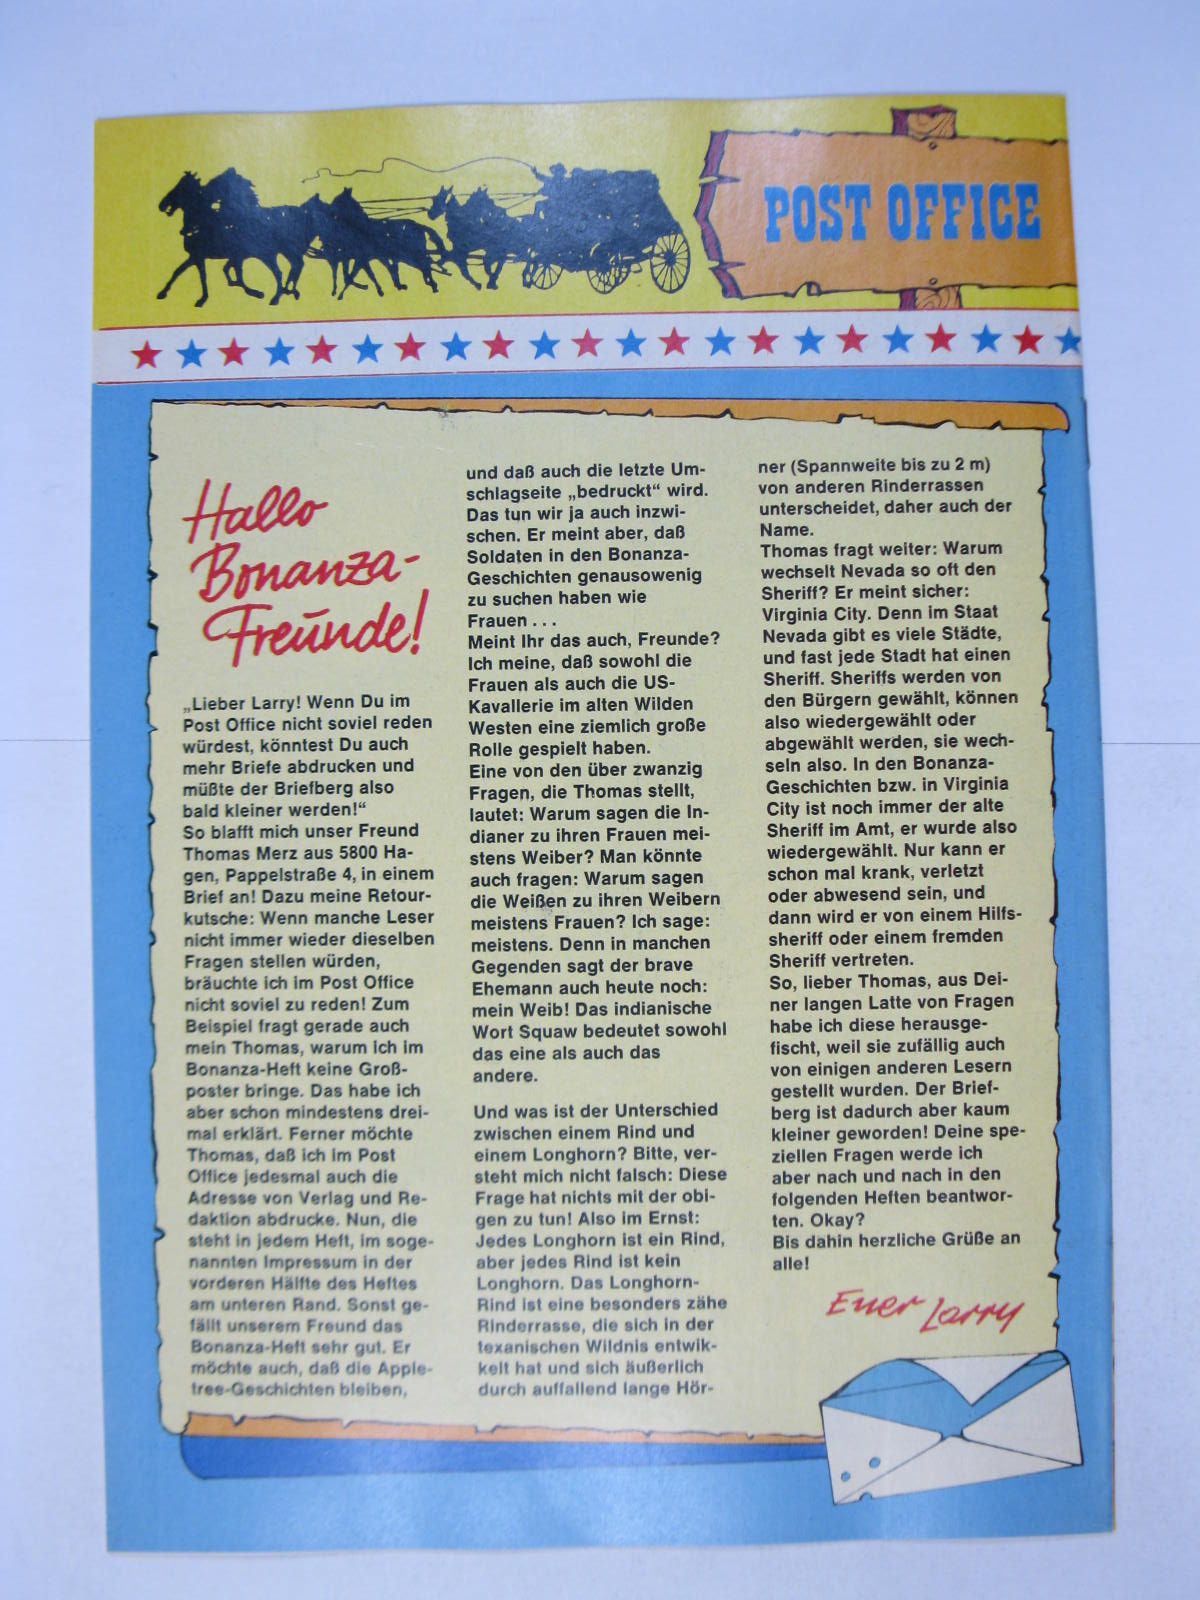 POST OFFICE
Hallo
Bonanza-
Freunde!
„Lieber Larry! Wenn Du im
Post Office nicht soviel reden
würdest, könntest Du auch
mehr Briefe abdrucken und
müßte der Briefberg also
bald kleiner werden!“
So blafft mich unser Freund
Thomas Merz aus 5800 Ha-
gen, Pappelstraße 4, in einem
Brief an! Dazu meine Retour-
kutsche: Wenn manche Leser
nicht immer wieder dieselben
Fragen stellen würden,
bräuchte ich im Post Office
nicht soviel zu reden! Zum
Beispiel fragt gerade auch
mein Thomas, warum ich im
Bonanza-Heft keine Groß-
poster bringe. Das habe ich
aber schon mindestens drei-
mal erklärt. Ferner möchte
Thomas, daß ich im Post
Office jedesmal auch die
Adresse von Verlag und Re-
daktion abdrucke. Nun, die
steht in jedem Heft, im soge-
nannten Impressum in der
vorderen Hälfte des Heftes
am unteren Rand. Sonst ge-
fällt unserem Freund das
Bonanza-Heft sehr gut. Er
möchte auch, daß die Apple-
tree-Geschichten bleiben,
und daß auch die letzte Um-
schlagseite „bedruckt“ wird.
Das tun wir ja auch inzwi-
schen. Er meint aber, daß
Soldaten in den Bonanza-
Geschichten genausowenig
zu suchen haben wie
Frauen . . .
Meint Ihr das auch, Freunde?
Ich meine, daß sowohl die
Frauen als auch die US-
Kavallerie im alten Wilden
Westen eine ziemlich große
Rolle gespielt haben.
Eine von den über zwanzig
Fragen, die Thomas stellt,
lautet: Warum sagen die In-
dianer zu ihren Frauen mei-
stens Weiber? Man könnte
auch fragen: Warum sagen
die Weißen zu ihren Weibern
meistens Frauen? Ich sage:
meistens. Denn in manchen
Gegenden sagt der brave
Ehemann auch heute noch:
mein Weib! Das indianische
Wort Squaw bedeutet sowohl
das eine als auch das
andere.
Und was ist der Unterschied
zwischen einem Rind und
einem Longhorn? Bitte, ver-
steht mich nicht falsch: Diese
Frage hat nichts mit der obi-
gen zu tun! Also im Ernst:
Jedes Longhorn ist ein Rind,
aber jedes Rind ist kein
Longhorn. Das Longhorn-
Rind ist eine besonders zähe
Rinderrasse, die sich in der
texanischen Wildnis entwik-
kelt hat und sich äußerlich
durch auffallend lange Hör-
ner (Spannweite bis zu 2 m)
von anderen Rinderrassen
unterscheidet, daher auch der
Name.
Thomas fragt weiter: Warum
wechselt Nevada so oft den
Sheriff? Er meint sicher:
Virginia City. Denn im Staat
Nevada gibt es viele Städte,
und fast jede Stadt hat einen
Sheriff. Sheriffs werden von
den Bürgern gewählt, können
also wiedergewählt oder
abgewählt werden, sie wech-
seln also. In den Bonanza-
Geschichten bzw. in Virginia
City ist noch immer der alte
Sheriff im Amt, er wurde also
wiedergewählt. Nur kann er
schon mal krank, verletzt
oder abwesend sein, und
dann wird er von einem Hilfs-
sheriff oder einem fremden
Sheriff vertreten.
So, lieber Thomas, aus Dei-
ner langen Latte von Fragen
habe ich diese herausge-
fischt, weil sie zufällig auch
von einigen anderen Lesern
gestellt wurden. Der Brief-
berg ist dadurch aber kaum
kleiner geworden! Deine spe-
ziellen Fragen werde ich
aber nach und nach in den
folgenden Heften beantwor-
ten. Okay?
Bis dahin herzliche Grüße an
alle!
Euer Larry